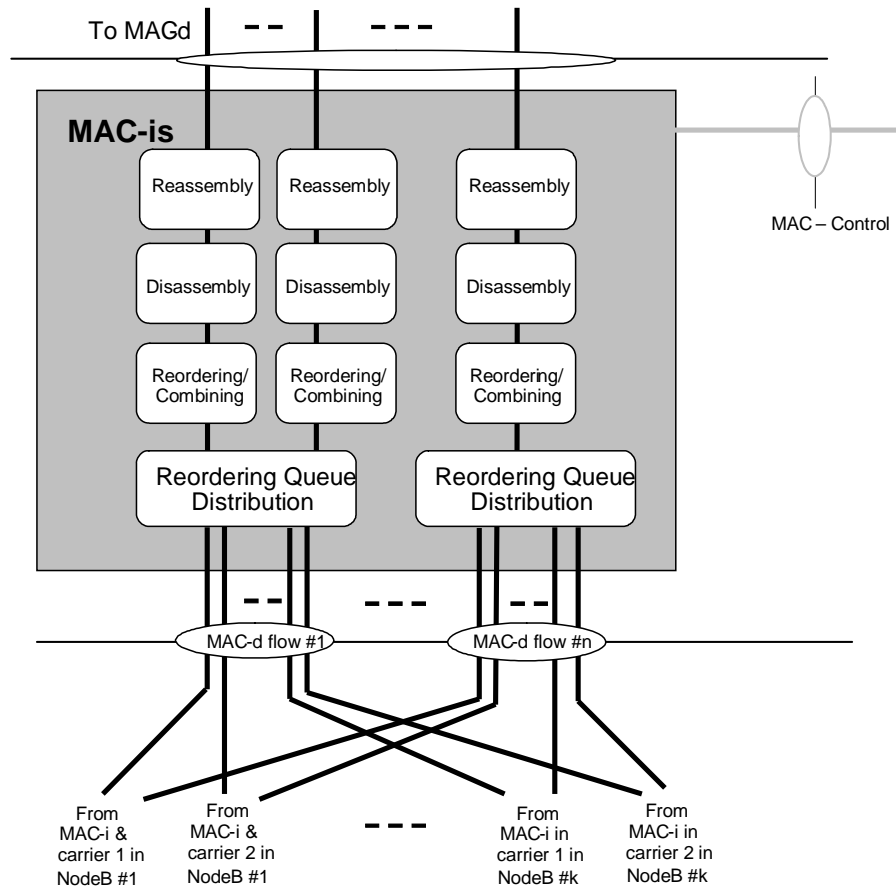 To MAGd
MAC-is
Reassembly
Reassembly
Reassembly
MAC – Control
Disassembly
Disassembly
Disassembly
Reordering/
Combining
Reordering/
Combining
Reordering/
Combining
Reordering Queue
Distribution
Reordering Queue
Distribution
MAC-d flow #1
MAC-d flow #n
From
MAC-i &
carrier 1 in
NodeB #1
From
MAC-i &
carrier 2 in
NodeB #1
From
MAC-i in
carrier 1 in
NodeB #k
From
MAC-i in
carrier 2 in
NodeB #k